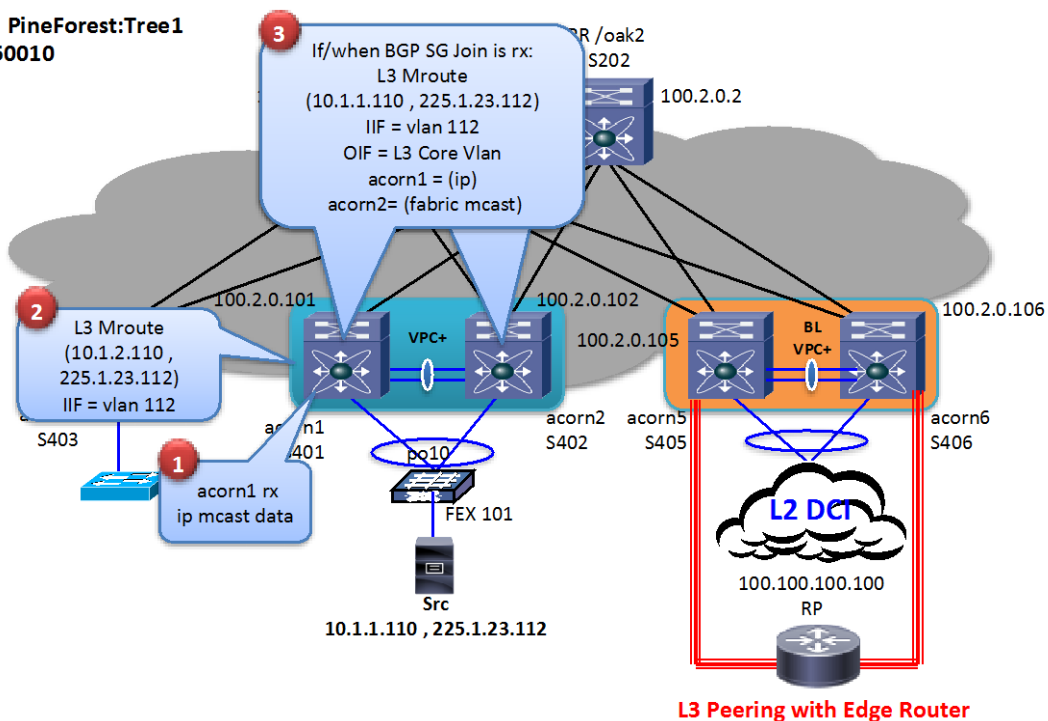 PineForest:Tree1
50010
3
If/when BGP SG Join is rx:
L3 Mroute
(10.1.1.110 , 225.1.23.112)
IIF = vlan 112
OIF = L3 Core Vlan
acorn1 = (ip)
acorn2= (fabric mcast)
RR /oak2
S202
100.2.0.2
100.2.0.101
100.2.0.102
100.2.0.105
100.2.0.106
2
L3 Mroute
(10.1.2.110 ,
225.1.23.112)
IIF = vlan 112
VPC+
BL
VPC+
S403
acorn1
S401
acorn2
S402
acorn5
S405
acorn6
S406
1
acorn1 rx
ip mcast data
po10
FEX 101
L2 DCI
Src
10.1.1.110 , 225.1.23.112
100.100.100.100
RP
L3 Peering with Edge Router